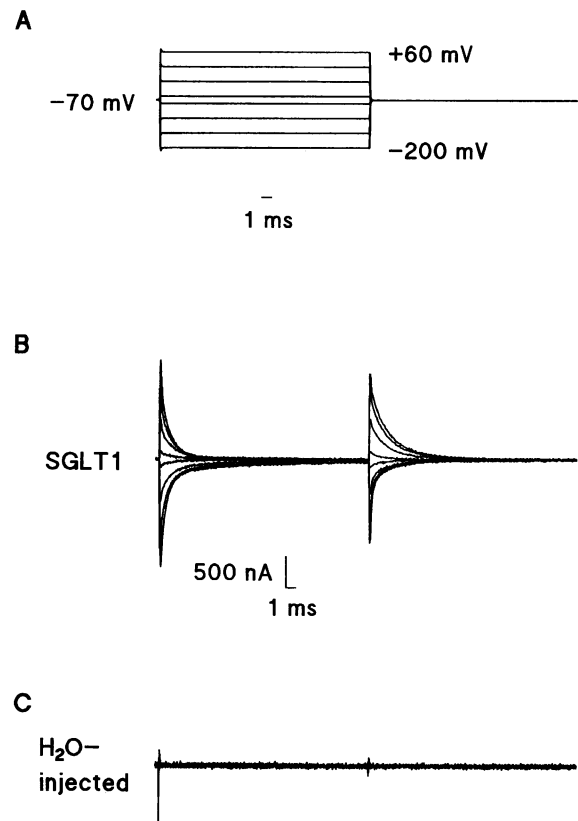 A
+60 mV
−70 mV
−200 mV
1 ms
B
SGLT1
500 nA
1 ms
C
H₂O−
injected